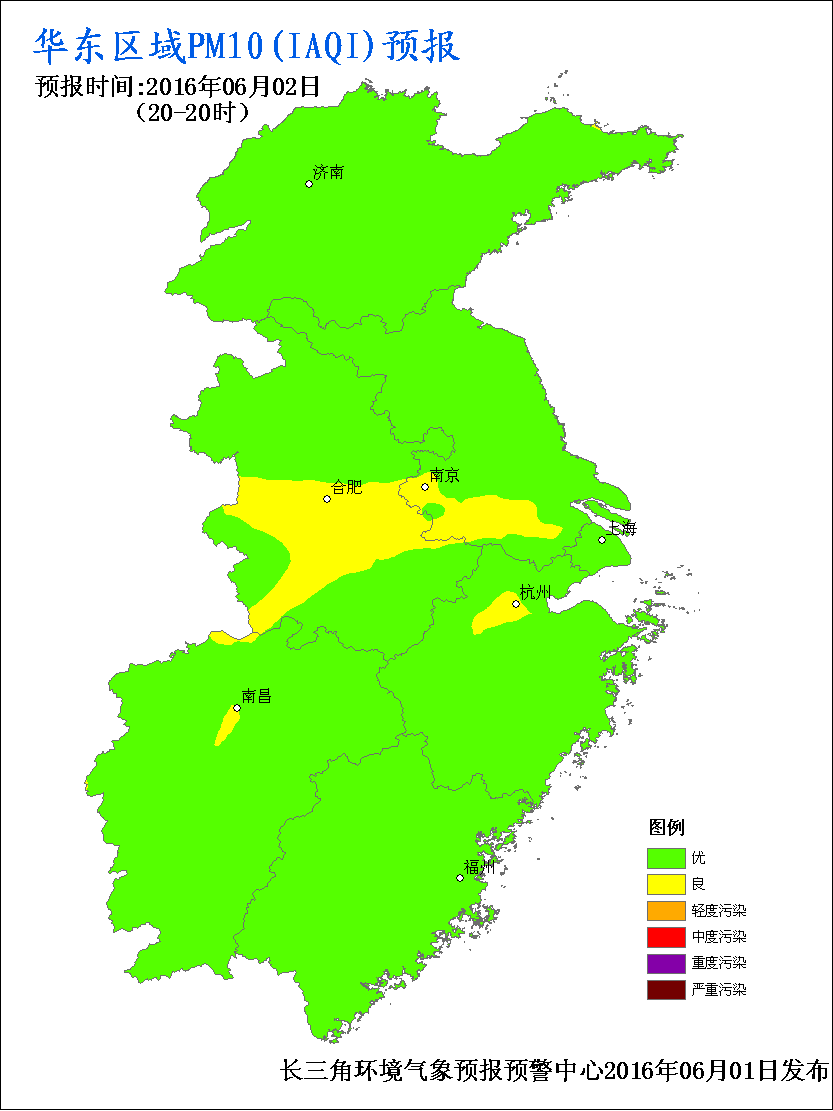 华东区域PM10(IAQI)预报
预报时间:2016年06月02日
(20-20时)
济南
南京
合肥
上海
杭州
南昌
福州
图例
优
良
轻度污染
中度污染
重度污染
严重污染
长三角环境气象预报预警中心2016年06月01日发布